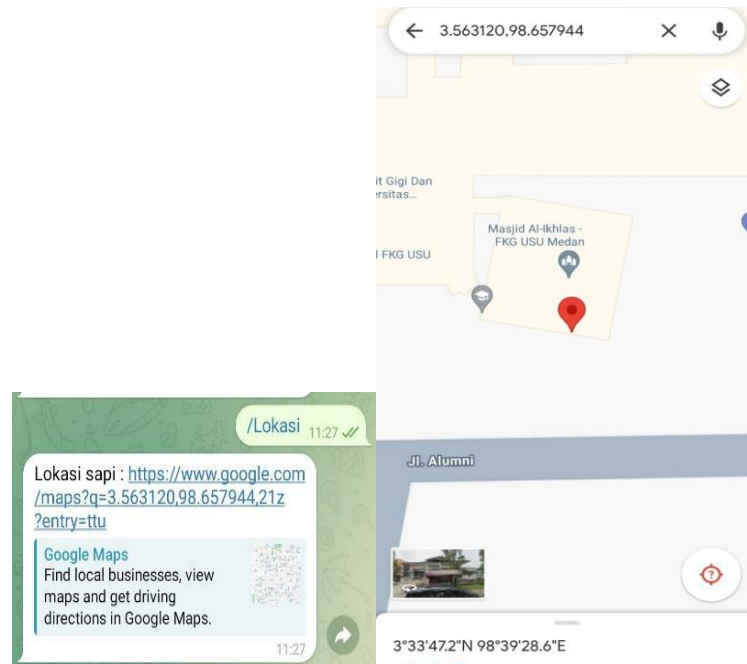 /Lokasi 11:27
Lokasi sapi : https://www.google.com
/maps?q=3.563120,98.657944,21z
?entry=ttu
Google Maps
Find local businesses, view
maps and get driving
directions in Google Maps.
11:27
3.563120,98.657944
it Gigi Dan
rsitas...
Masjid Al-Ikhlas -
FKG USU Medan
l FKG USU
Jl. Alumni
3°33'47.2"N 98°39'28.6"E